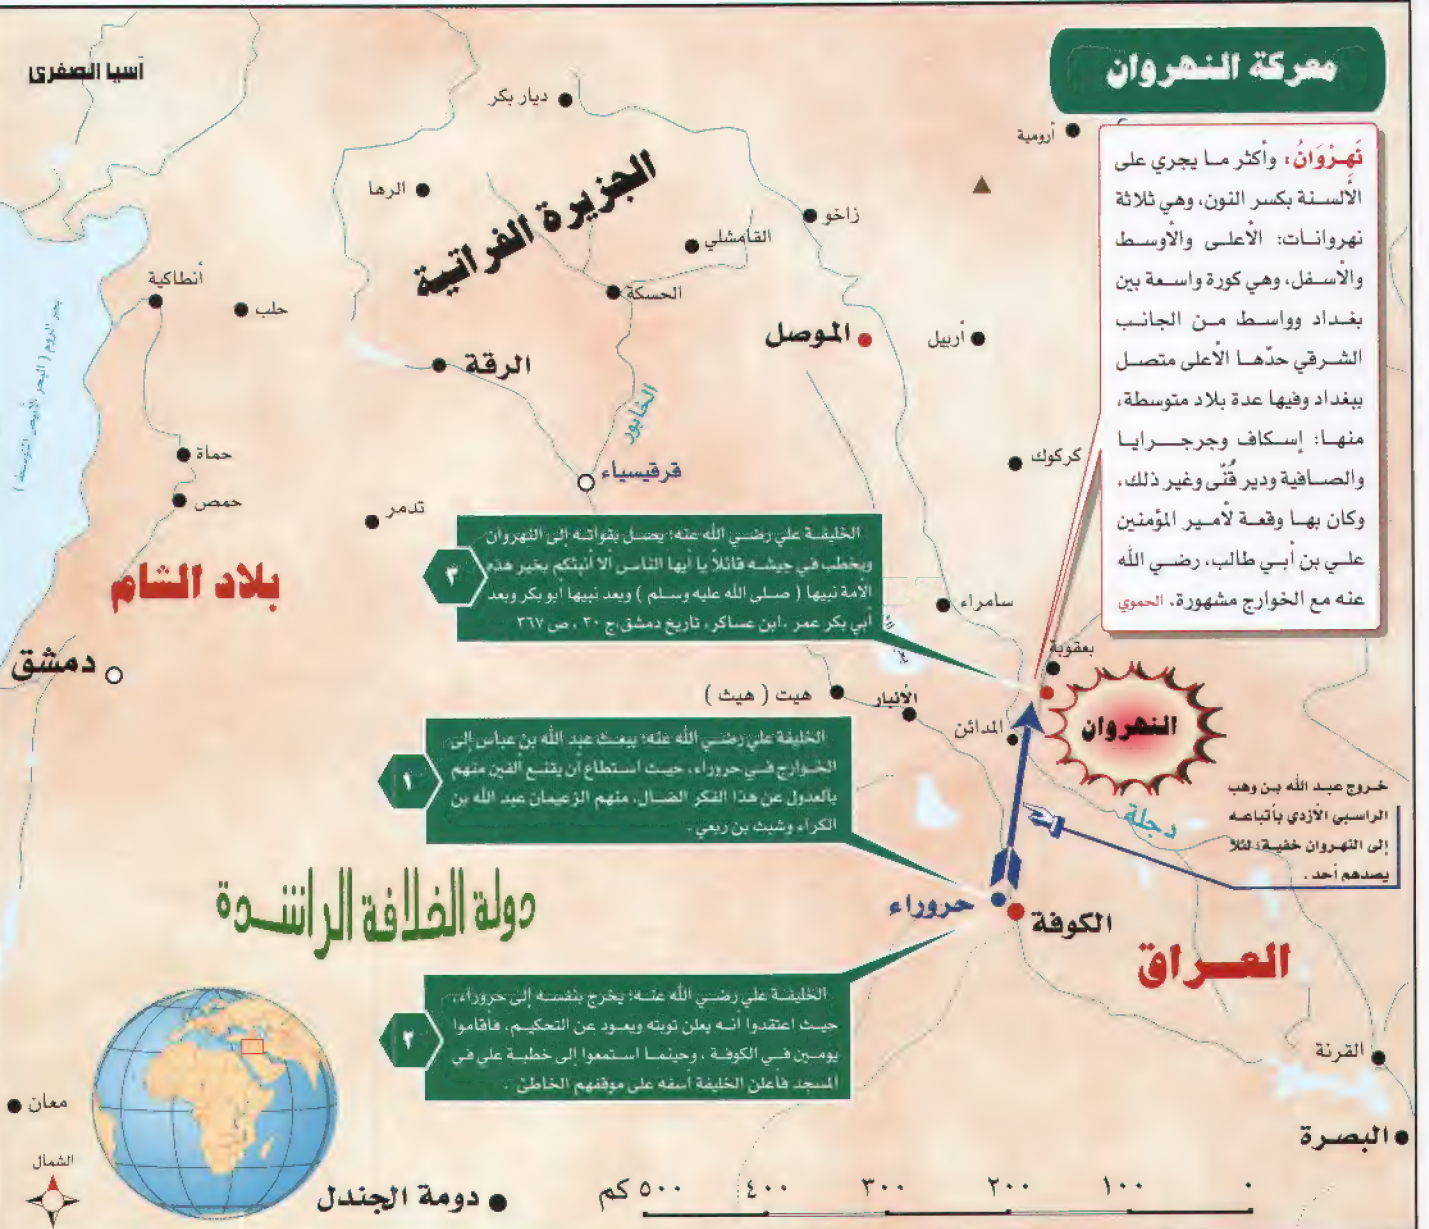 معركة النهروان
نَهِرْوَانُ، وأكثر ما يجري على
الألسنة بكسر النون، وهي ثلاثة
نهروانات: الأعلى والأوسط
والأسفل، وهي كورة واسعة بين
بغداد وواسط من الجانب
الشرقي حدّها الأعلى متصل
ببغداد وفيها عدة بلاد متوسطة،
منها: إسكاف وجرجرايا
والصافية ودير قُنّى وغير ذلك،
وكان بها وقعة لأمير المؤمنين
علي بن أبي طالب، رضي الله
عنه مع الخوارج مشهورة. الحموي
آسيا الصغرى
ديار بكر
أرومية
الجزيرة الفراتية
الرها
زاخو
القامشلي
أنطاكية
حلب
الحسكة
الموصل
أربيل
الرقة
بحر الروم ( البحر الأبيض المتوسط )
الخابور
حماة
كركوك
قرقيسياء
حمص
تدمر
٣
الخليفة علي رضي الله عنه: يصل بقواته إلى النهروان
ويخطب في جيشه قائلاً يا أيها الناس ألا أنبئكم بخير هذه
الأمة نبيها ( صلى الله عليه وسلم ) وبعد نبيها أبو بكر وبعد
أبي بكر عمر ،ابن عساكر، تاريخ دمشق،ج ٣٠ ، ص ٣٦٧
بلاد الشام
سامراء
بعقوبة
دمشق
هيت ( هيث )
الأنبار
المدائن
النهروان
١
الخليفة علي رضي الله عنه: يبعث عبد الله بن عباس إلى
الخوارج في حروراء، حيث استطاع أن يقنع ألفين منهم
بالعدول عن هذا الفكر الضال، منهم الزعيمان عبد الله بن
الكراء وشبث بن ربعي .
خروج عبد الله بن وهب
الراسبي الأزدي بأتباعه
إلى النهروان خفية؛ لئلا
يصدهم أحد .
دجلة
حروراء
الكوفة
دولة الخلافة الراشدة
العراق
٢
الخليفة علي رضي الله عنه: يخرج بنفسه إلى حروراء،
حيث اعتقدوا أنه يعلن توبته ويعود عن التحكيم، فأقاموا
يومين في الكوفة ، وحينما استمعوا إلى خطبة علي في
المسجد فأعلن الخليفة أسفه على موقفهم الخاطئ .
القرنة
معان
البصرة
الشمال
دومة الجندل
٥٠٠ كم
٤٠٠
٣٠٠
٢٠٠
١٠٠
٠